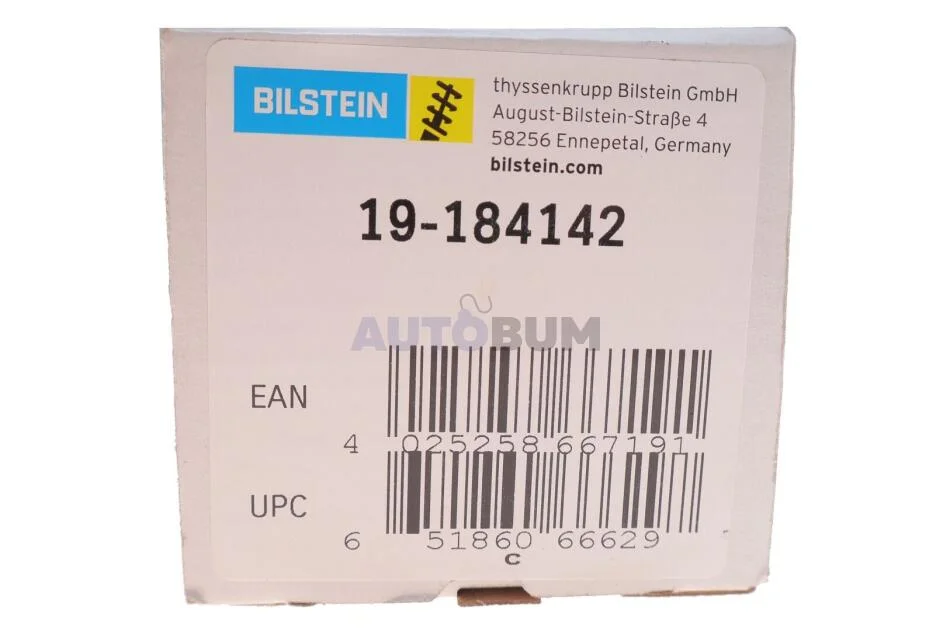 BILSTEIN
thyssenkrupp Bilstein GmbH
August-Bilstein-Straße 4
58256 Ennepetal, Germany
bilstein.com
19-184142
AUTOBUM
EAN
4 025258 667191
UPC
6 51860 66629
C